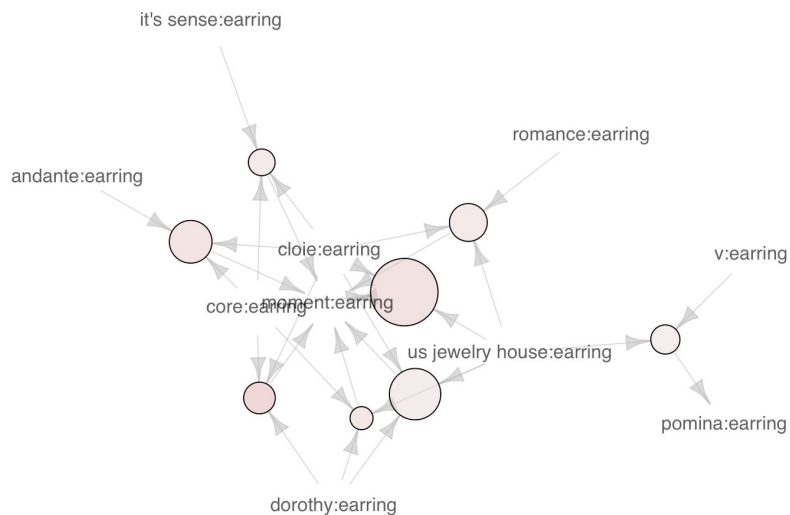 it's sense:earring
romance:earring
andante:earring
cloie:earring
v:earring
core:earring
moment:earring
us jewelry house:earring
pomina:earring
dorothy:earring